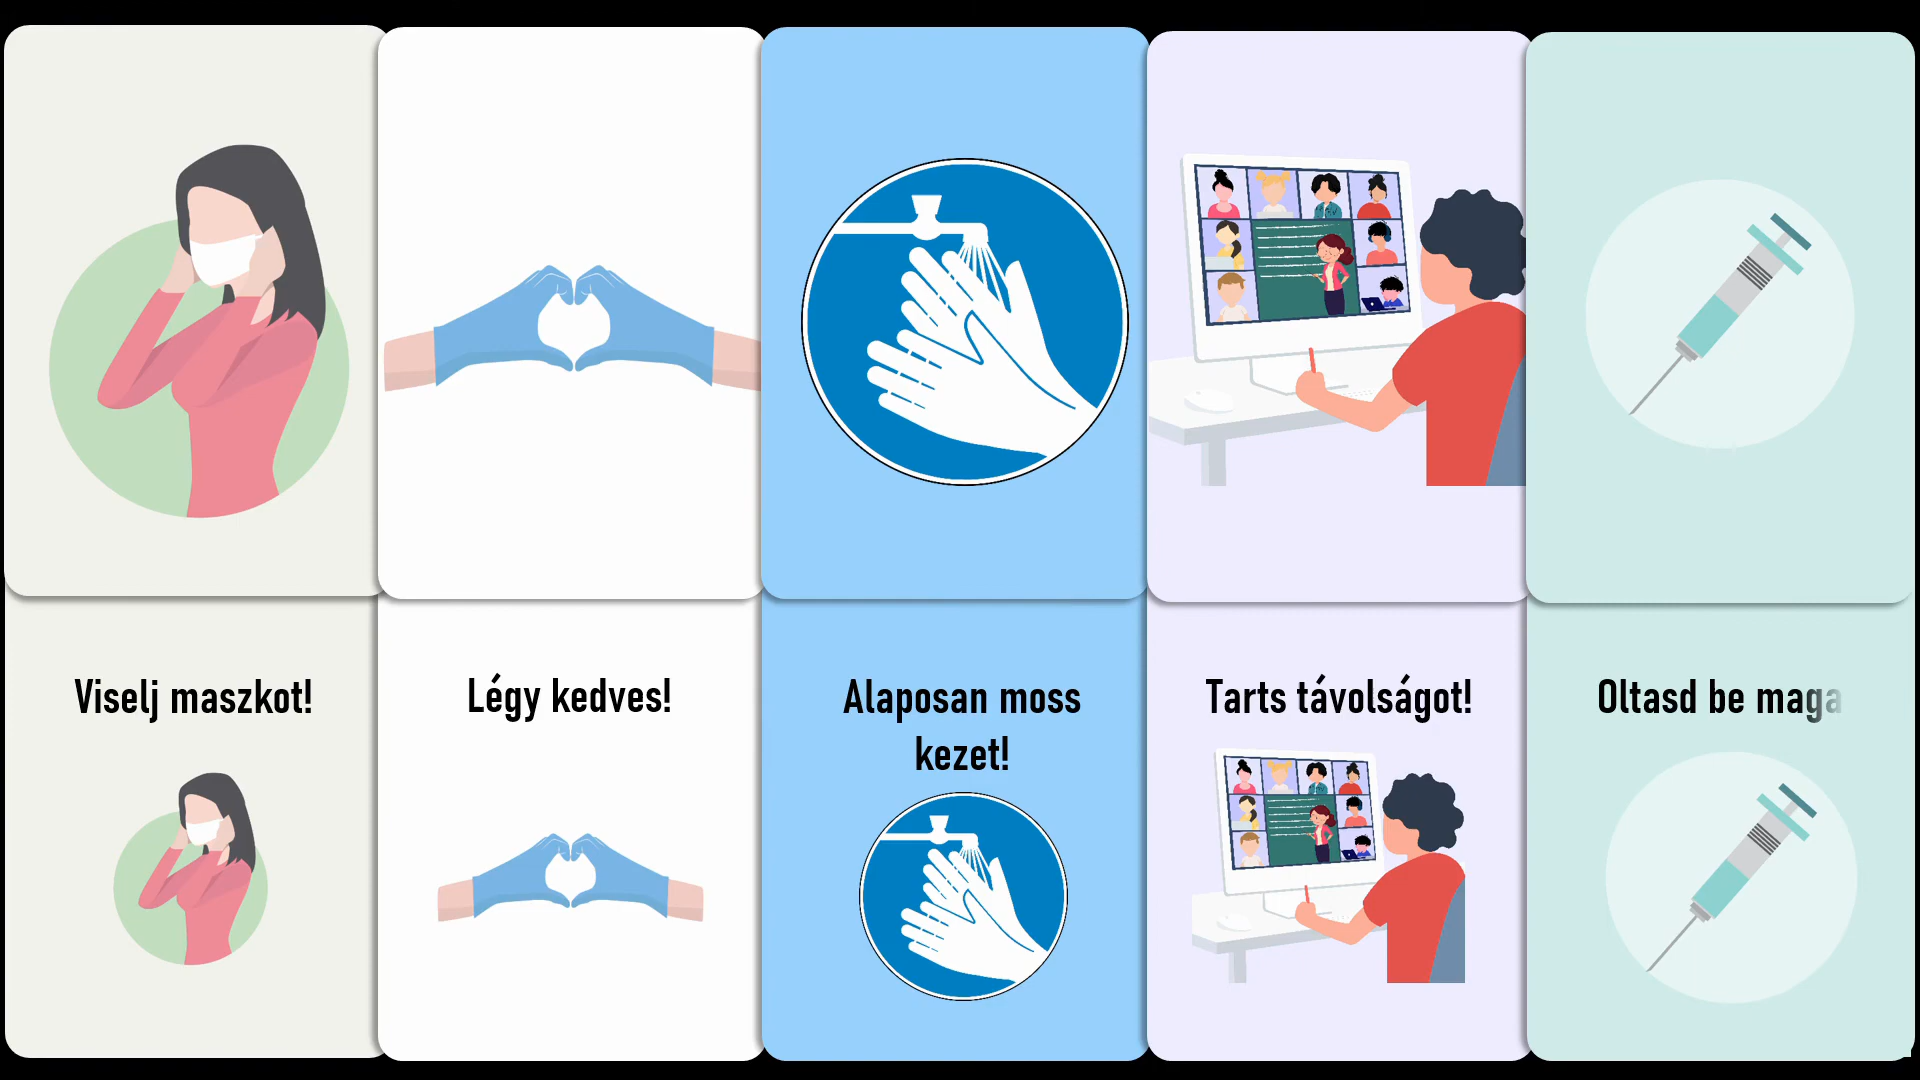 Viselj maszkot!
Légy kedves!
Alaposan moss
kezet!
Tarts távolságot!
Oltasd be maga